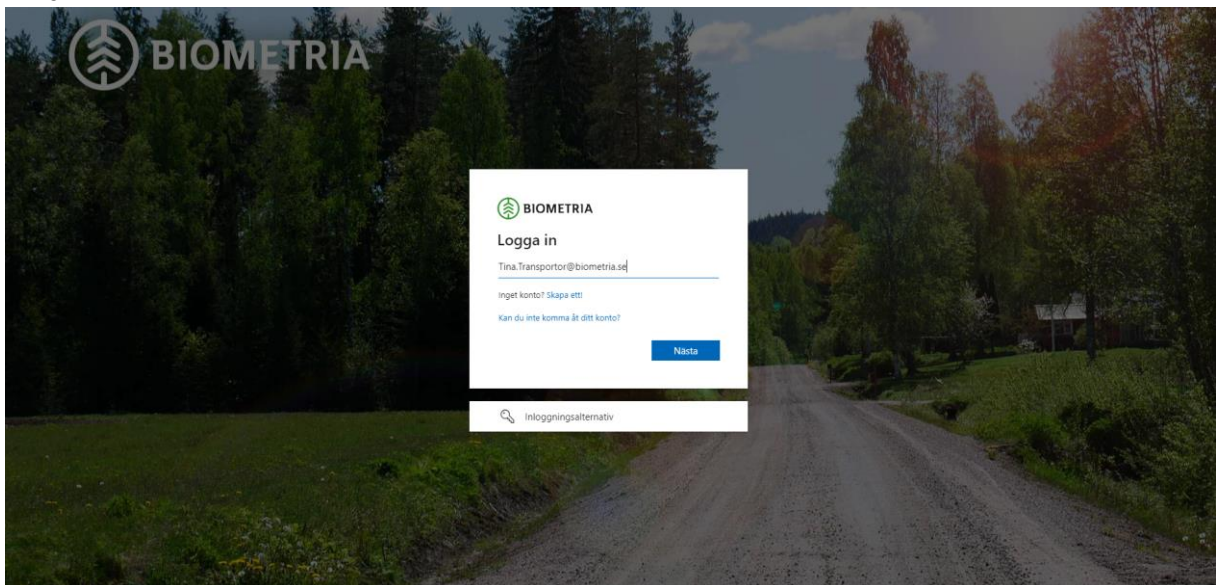 BIOMETRIA
BIOMETRIA
Logga in
Tina.Transportor@biometria.se
Inget konto? Skapa ett!
Kan du inte komma åt ditt konto?
Nästa
Inloggningsalternativ